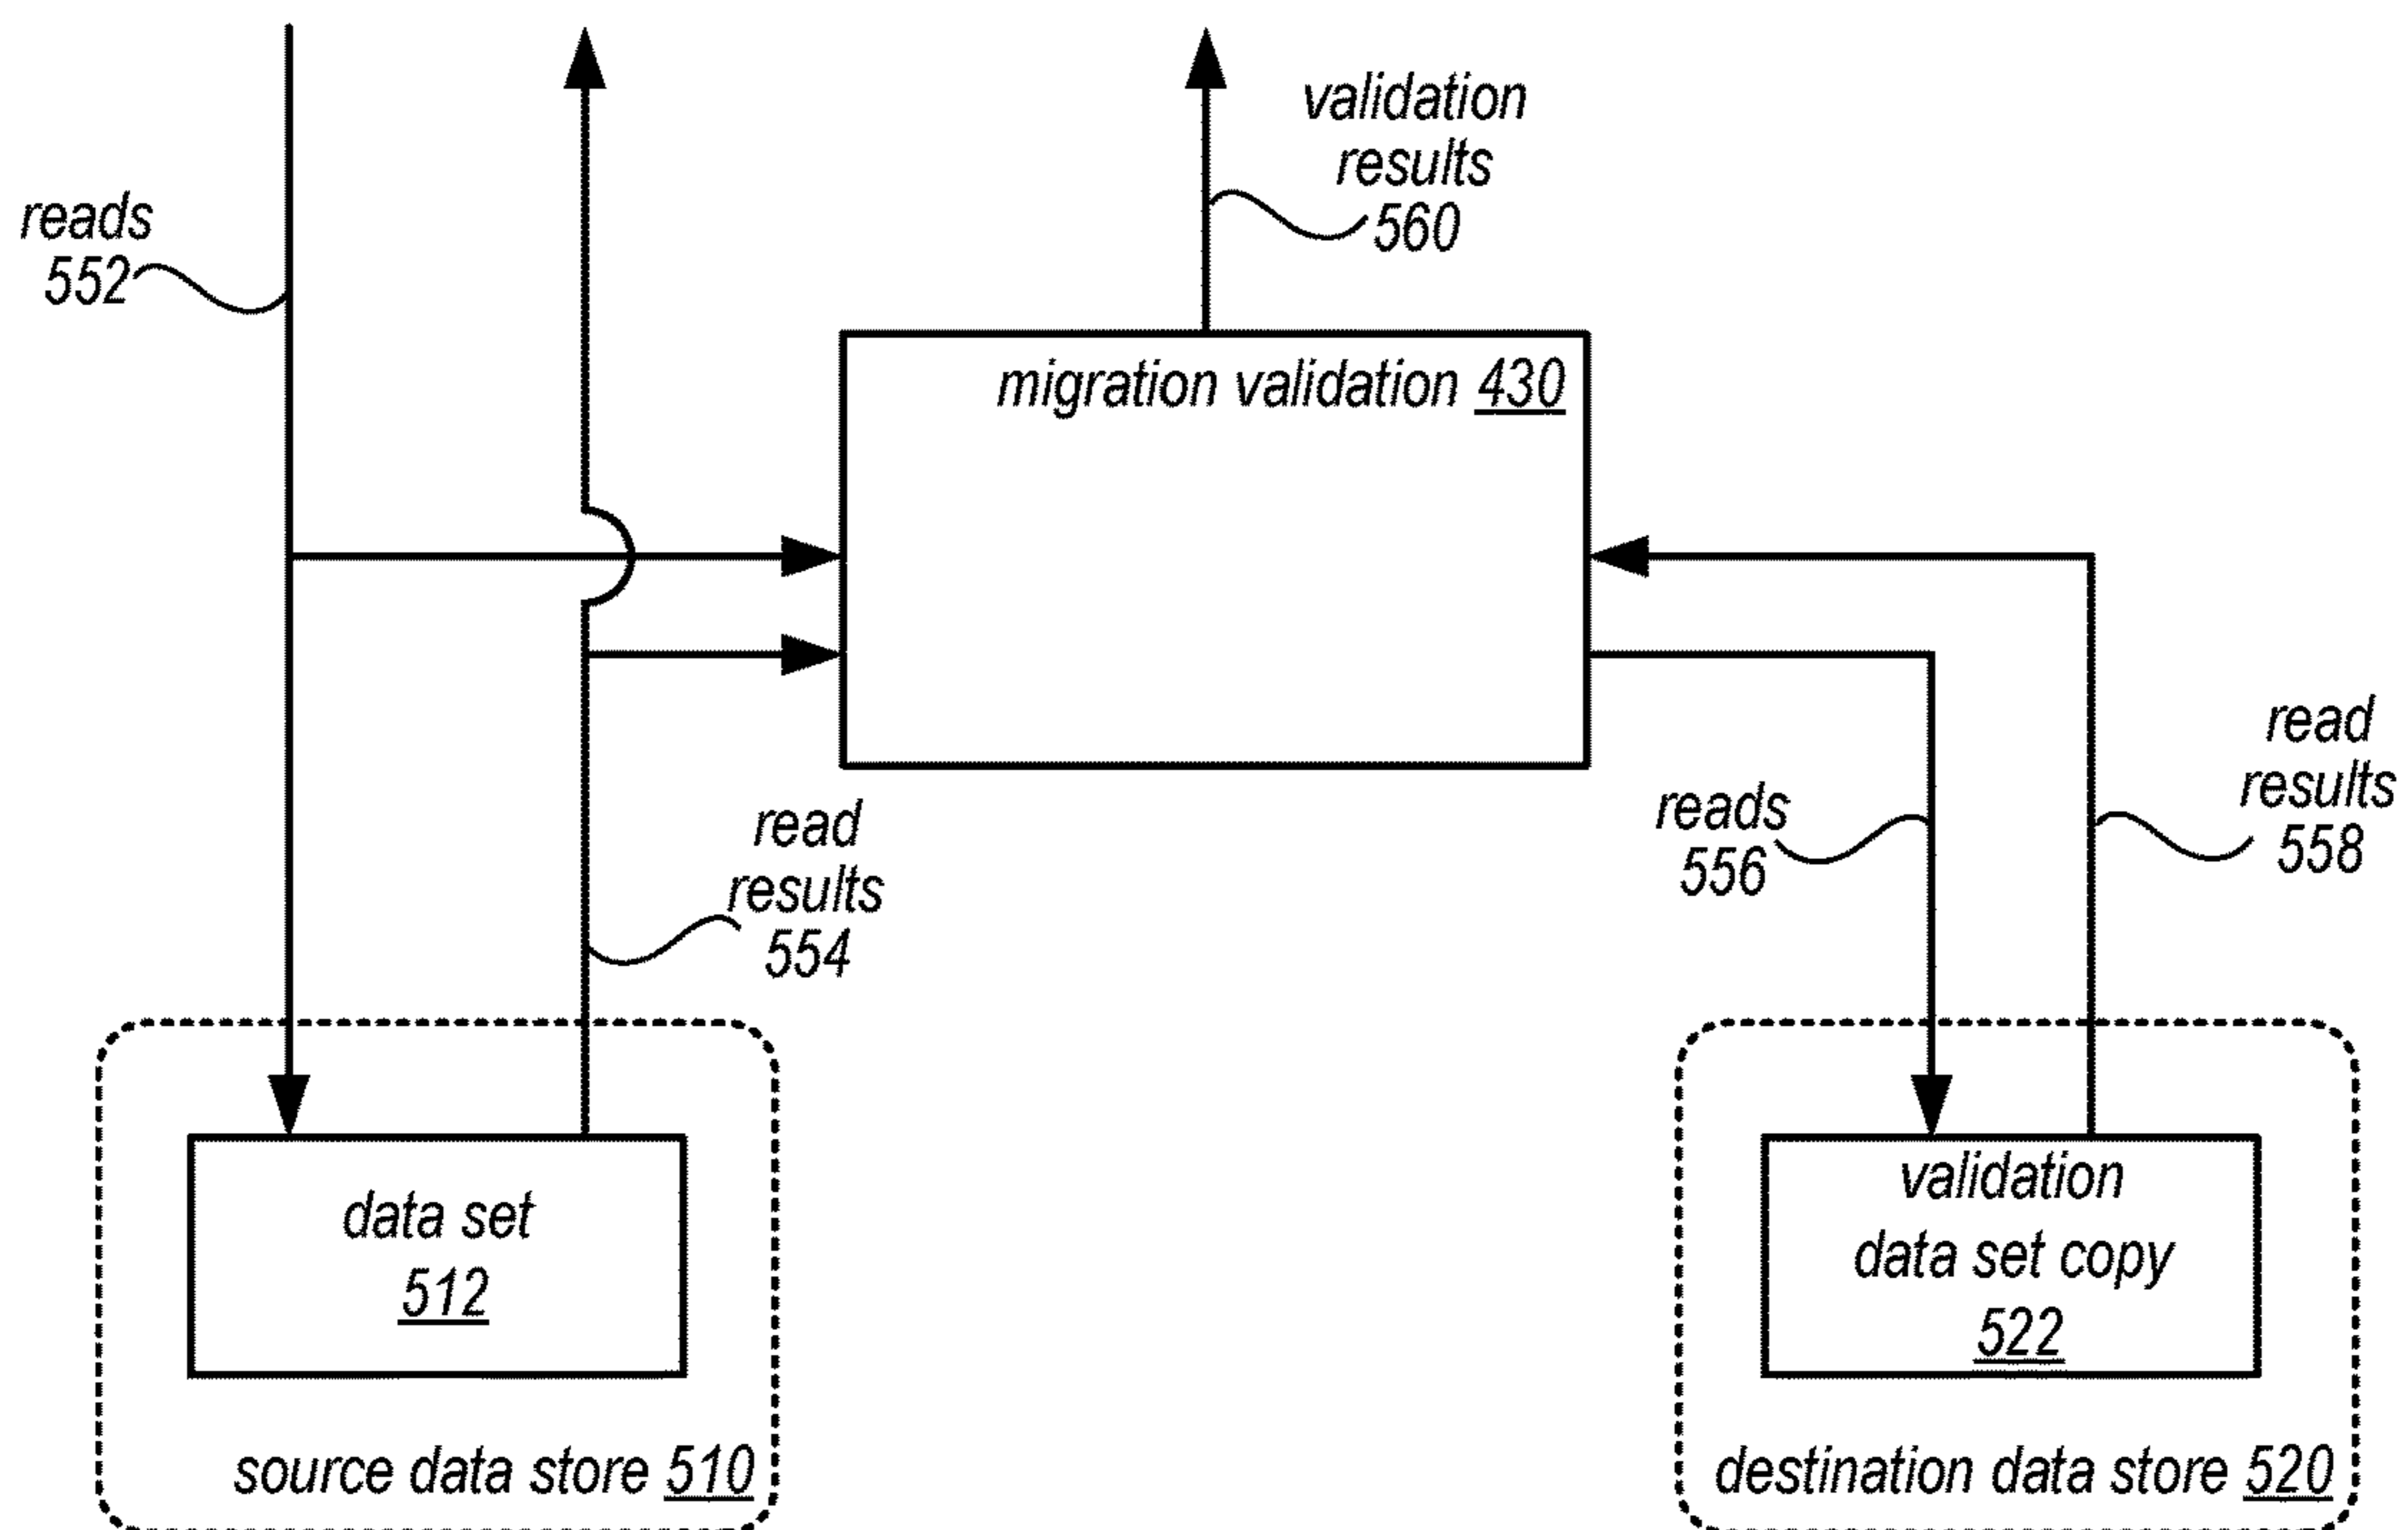 validation
results
560
reads
552
migration validation 430
read
results
558
reads
556
read
results
554
data set
512
source data store 510
validation
data set copy
522
destination data store 520